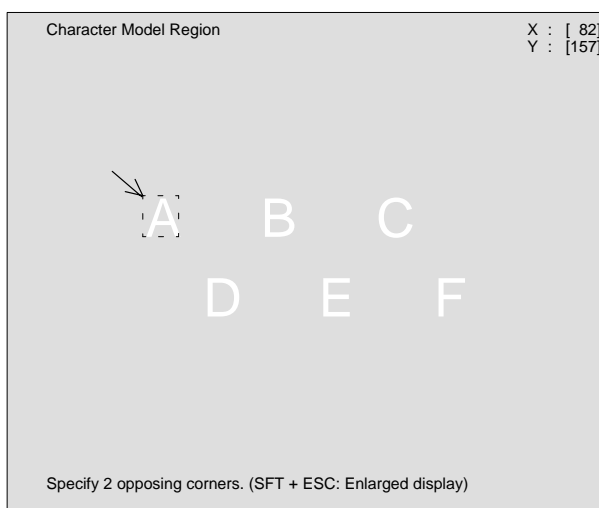 Character Model Region X : [ 82]
Y : [157]
A B C
D E F
Specify 2 opposing corners. (SFT + ESC: Enlarged display)